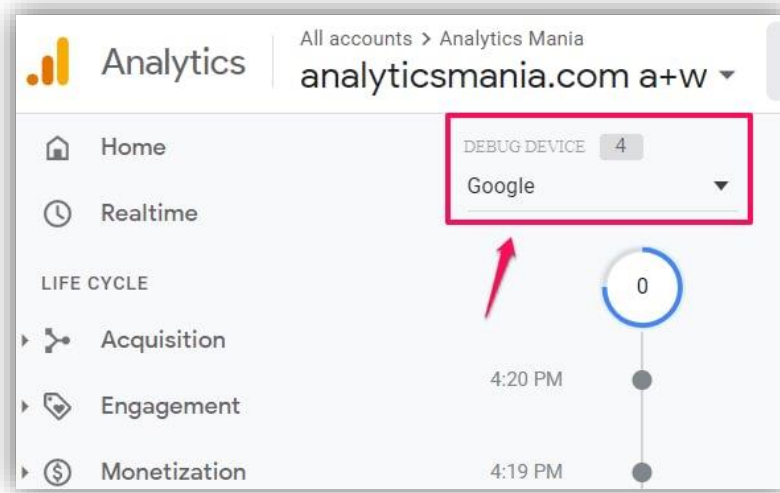 Analytics
All accounts > Analytics Mania
analyticsmania.com a+w
Home
Realtime
LIFE CYCLE
Acquisition
Engagement
Monetization
DEBUG DEVICE 4
Google
0
4:20 PM
4:19 PM